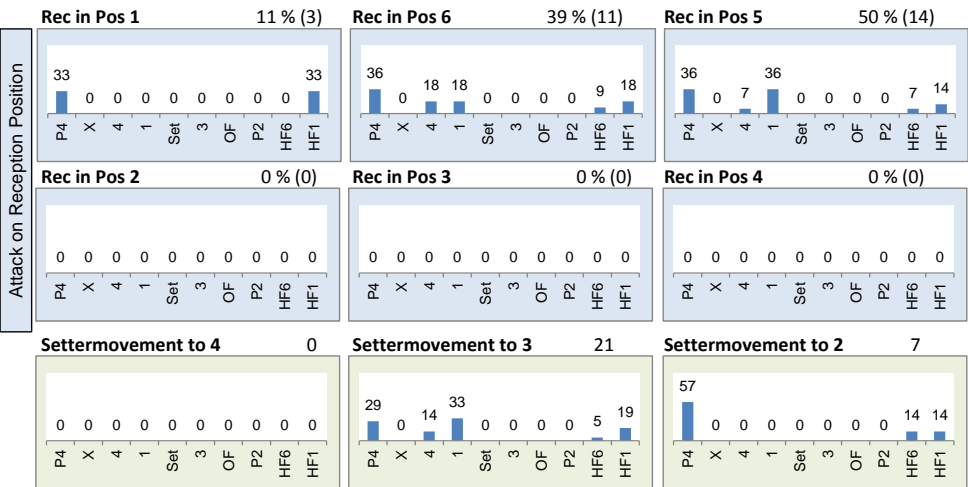 Attack on Reception Position
Rec in Pos 1 11 % (3)
33 0 0 0 0 0 0 0 0 33
P4 X 4 1 Set 3 OF P2 HF6 HF1
Rec in Pos 6 39 % (11)
36 0 18 18 0 0 0 0 9 18
P4 X 4 1 Set 3 OF P2 HF6 HF1
Rec in Pos 5 50 % (14)
36 0 7 36 0 0 0 0 7 14
P4 X 4 1 Set 3 OF P2 HF6 HF1
Rec in Pos 2 0 % (0)
0 0 0 0 0 0 0 0 0 0
P4 X 4 1 Set 3 OF P2 HF6 HF1
Rec in Pos 3 0 % (0)
0 0 0 0 0 0 0 0 0 0
P4 X 4 1 Set 3 OF P2 HF6 HF1
Rec in Pos 4 0 % (0)
0 0 0 0 0 0 0 0 0 0
P4 X 4 1 Set 3 OF P2 HF6 HF1
Settermovement to 4 0
0 0 0 0 0 0 0 0 0 0
P4 X 4 1 Set 3 OF P2 HF6 HF1
Settermovement to 3 21
29 0 14 33 0 0 0 0 5 19
P4 X 4 1 Set 3 OF P2 HF6 HF1
Settermovement to 2 7
57 0 0 0 0 0 0 0 14 14
P4 X 4 1 Set 3 OF P2 HF6 HF1